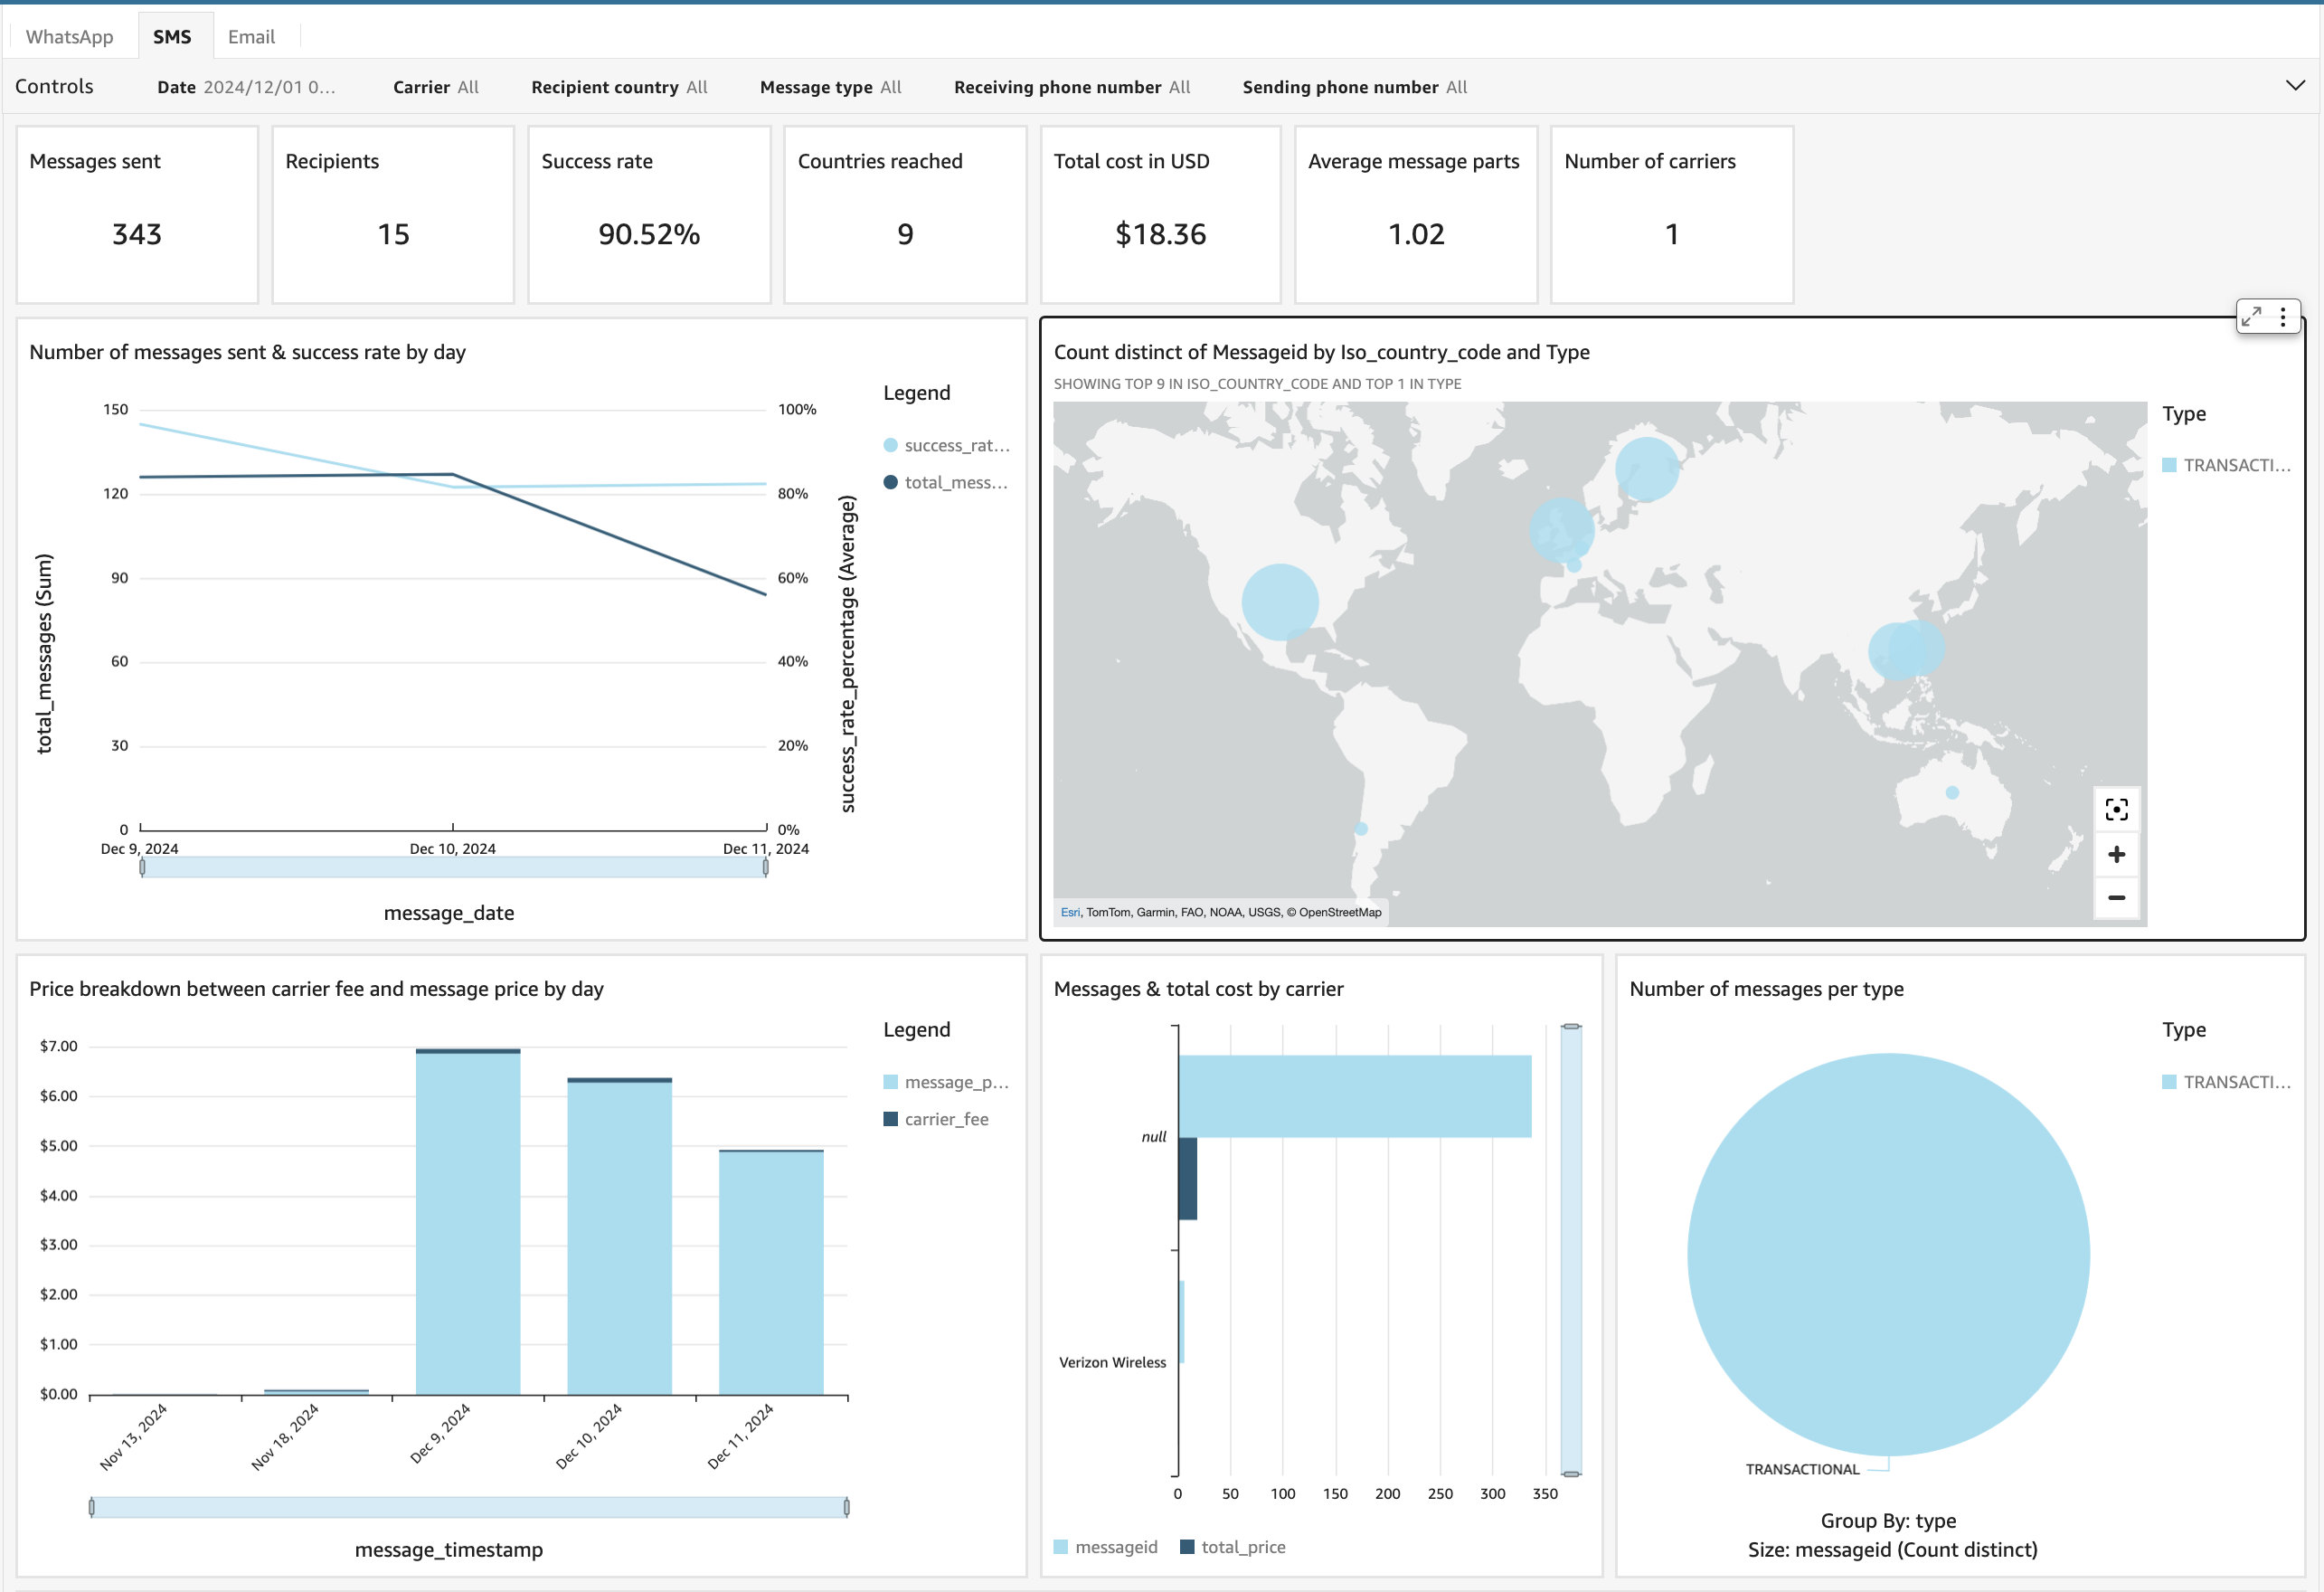 WhatsApp
SMS
Email
Controls
Date 2024/12/01 0...
Carrier All
Recipient country All
Message type All
Receiving phone number All
Sending phone number All
Messages sent
343
Recipients
15
Success rate
90.52%
Countries reached
9
Total cost in USD
$18.36
Average message parts
1.02
Number of carriers
1
Number of messages sent & success rate by day
Legend
success_rat...
total_mess...
150
120
90
60
30
0
100%
80%
60%
40%
20%
0%
total_messages (Sum)
success_rate_percentage (Average)
Dec 9, 2024
Dec 10, 2024
Dec 11, 2024
message_date
Count distinct of Messageid by Iso_country_code and Type
SHOWING TOP 9 IN ISO_COUNTRY_CODE AND TOP 1 IN TYPE
Type
TRANSACTI...
Esri, TomTom, Garmin, FAO, NOAA, USGS, © OpenStreetMap
Price breakdown between carrier fee and message price by day
Legend
message_p...
carrier_fee
$7.00
$6.00
$5.00
$4.00
$3.00
$2.00
$1.00
$0.00
Nov 13, 2024
Nov 18, 2024
Dec 9, 2024
Dec 10, 2024
Dec 11, 2024
message_timestamp
Messages & total cost by carrier
null
Verizon Wireless
0
50
100
150
200
250
300
350
messageid
total_price
Number of messages per type
Type
TRANSACTI...
TRANSACTIONAL
Group By: type
Size: messageid (Count distinct)